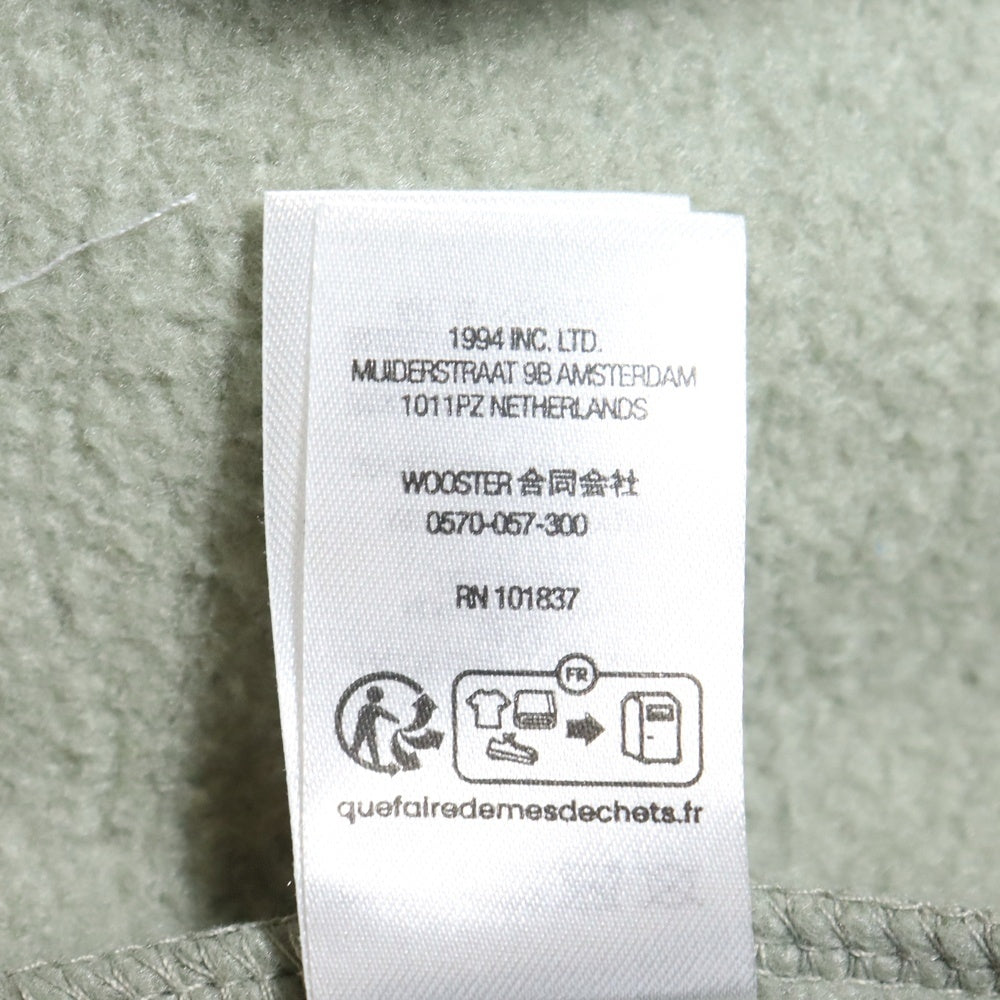 1994 INC. LTD.
MUIDERSTRAAT 9B AMSTERDAM
1011PZ NETHERLANDS
WOOSTER 合同会社
0570-057-300
RN 101837
FR
quefairedemesdechets.fr